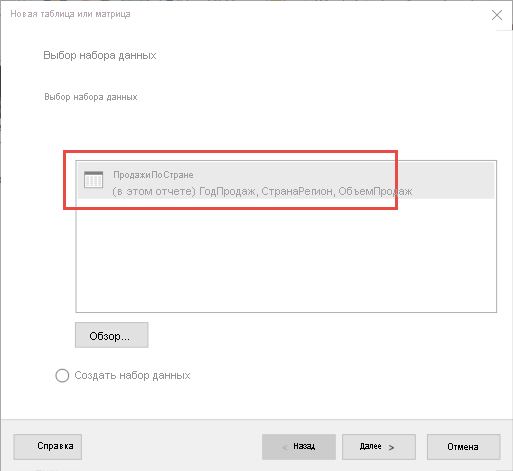 Новая таблица или матрица
Выбор набора данных
Выбор набора данных
ПродажиПоСтране
(в этом отчете) ГодПродаж, СтранаРегион, ОбъемПродаж
Обзор...
Создать набор данных
Справка
< Назад
Далее >
Отмена